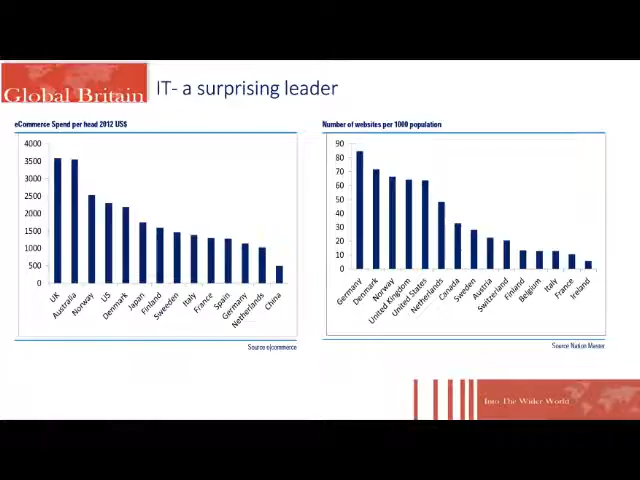 Global Britain
IT- a surprising leader
eCommerce Spend per head 2012 US$
4000
3500
3000
2500
2000
1500
1000
500
0
UK
Australia
Norway
US
Denmark
Japan
Finland
Sweeden
Italy
France
Spain
Germany
Netherlands
China
Source e|commerce
Number of websites per 1000 population
90
80
70
60
50
40
30
20
10
0
Germany
Denmark
Norway
United Kingdom
United States
Netherlands
Canada
Sweden
Austria
Switzerland
Finland
Belgium
Italy
France
Ireland
Source Nation Master
Into The Wider World